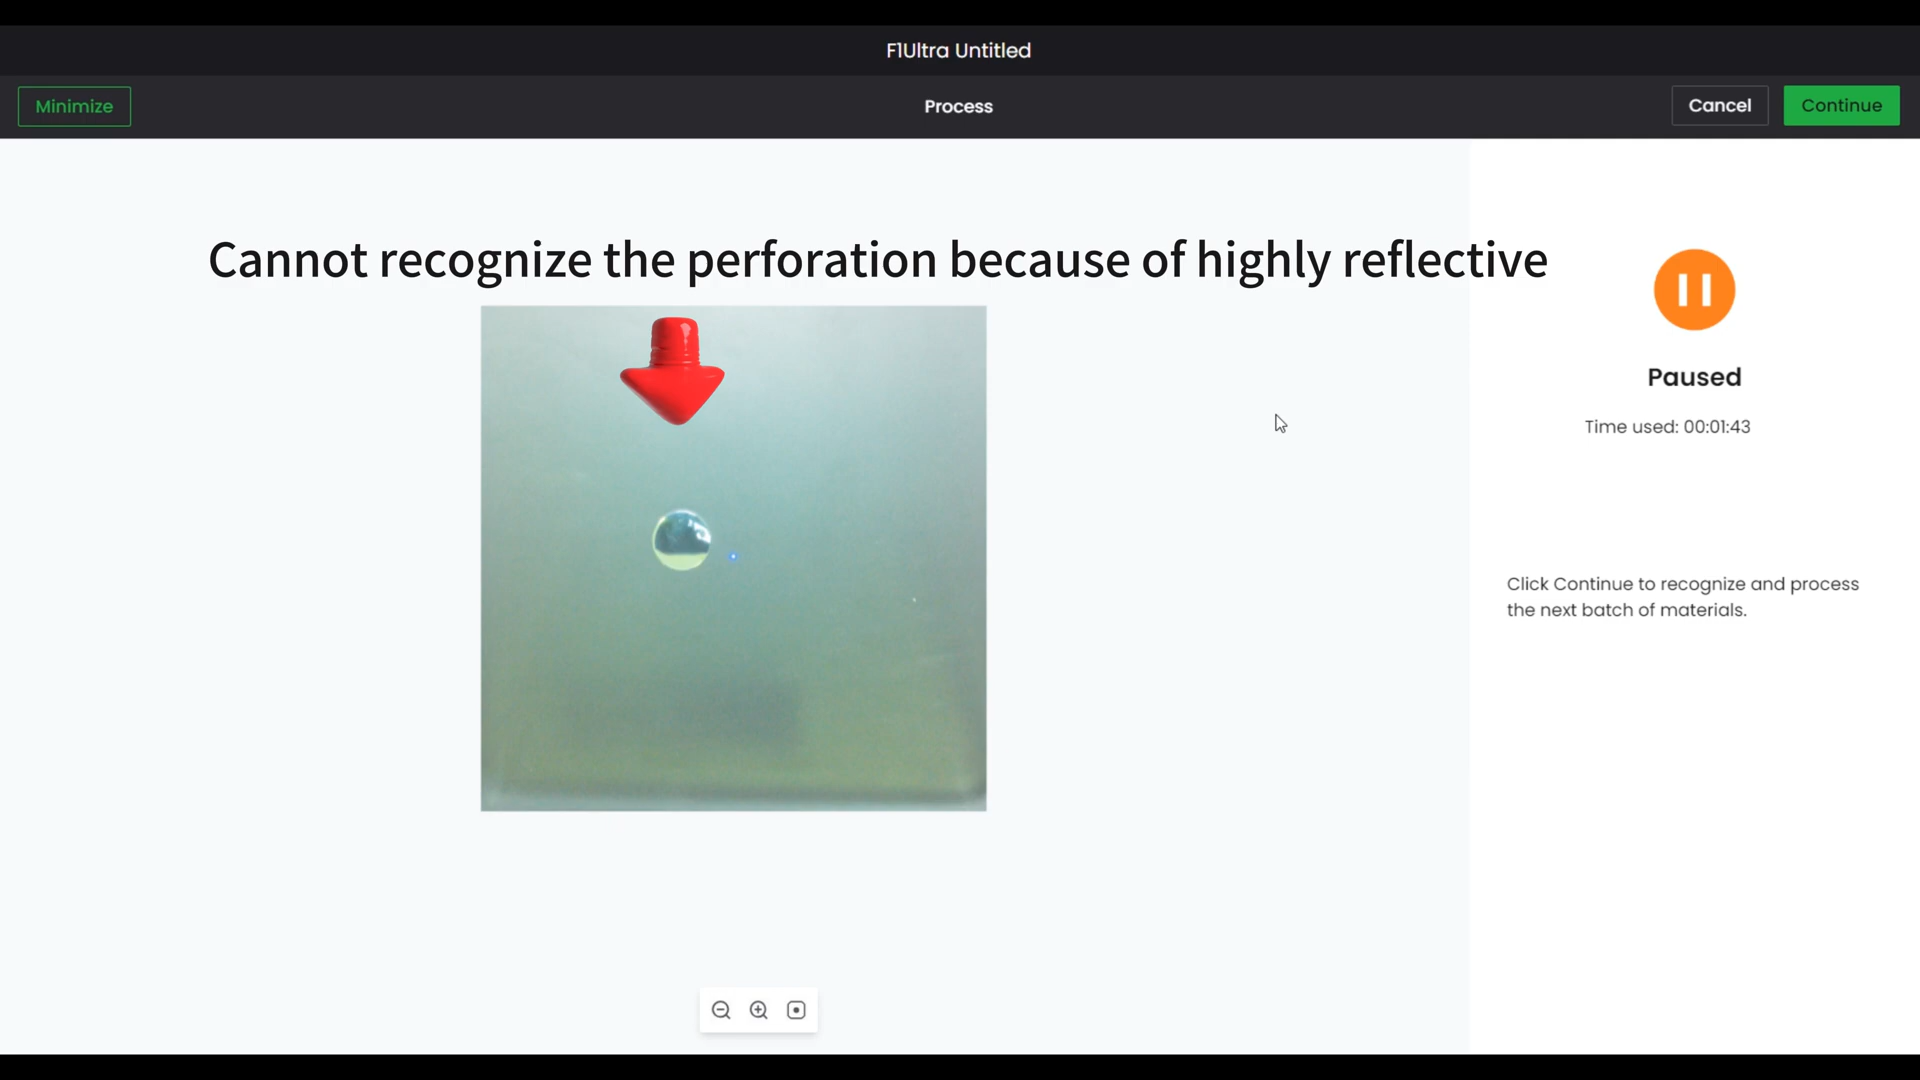 F1Ultra Untitled
Minimize
Process
Cancel
Continue
Cannot recognize the perforation because of highly reflective
Paused
Time used: 00:01:43
Click Continue to recognize and process
the next batch of materials.